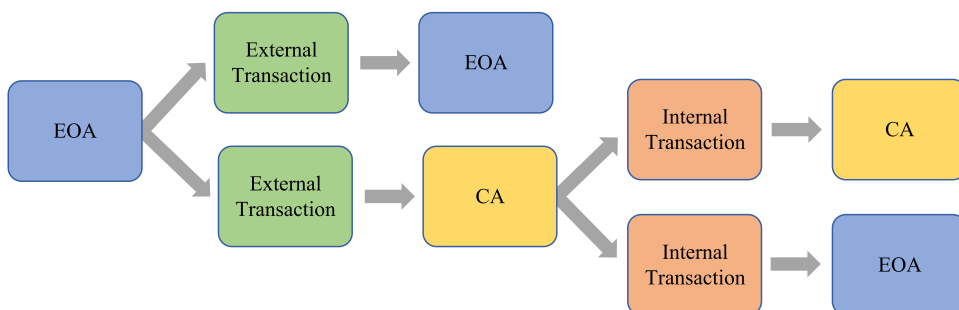 EOA
External
Transaction
EOA
External
Transaction
CA
Internal
Transaction
CA
Internal
Transaction
EOA